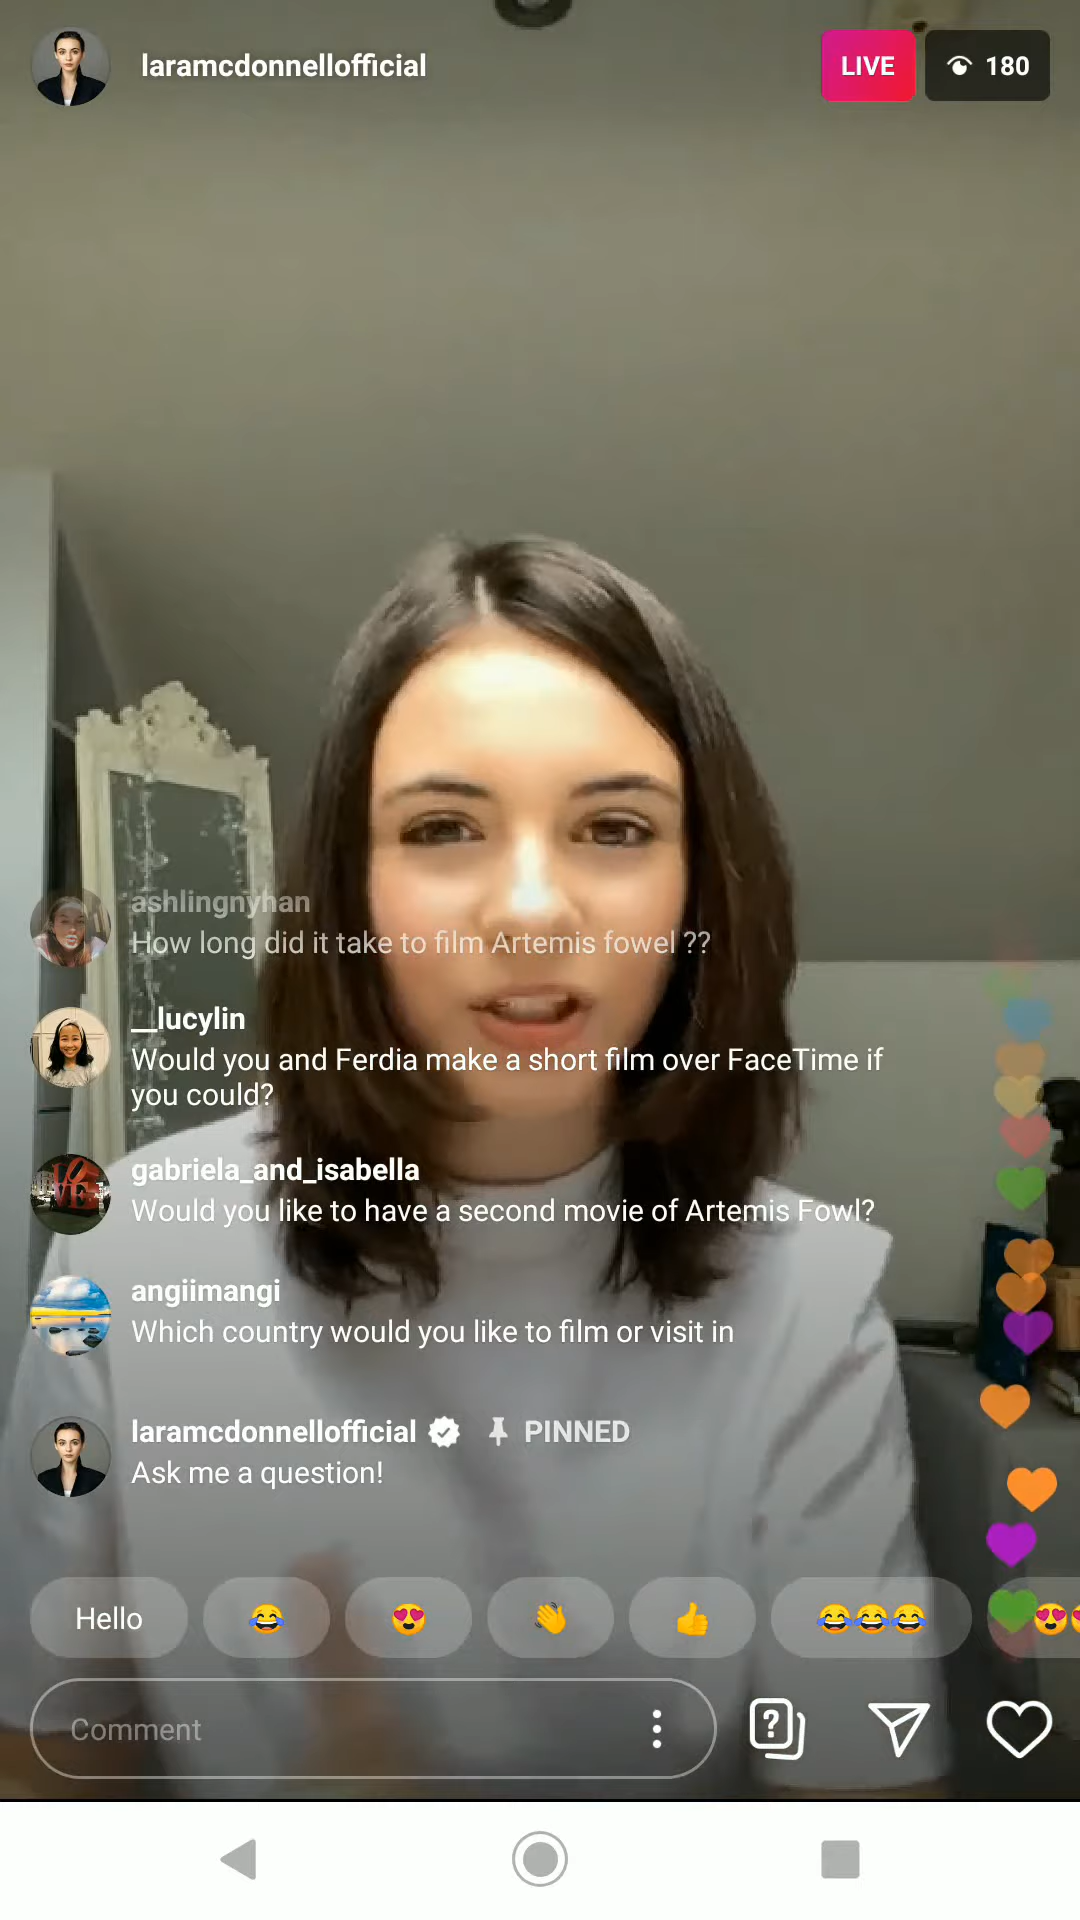 laramcdonnellofficial
LIVE
180
ashlingnyhan
How long did it take to film Artemis fowel ??
__lucylin
Would you and Ferdia make a short film over FaceTime if
you could?
gabriela_and_isabella
Would you like to have a second movie of Artemis Fowl?
angiimangi
Which country would you like to film or visit in
laramcdonnellofficial PINNED
Ask me a question!
Hello 😂 😍 👋 👍 😂😂😂 😍
Comment